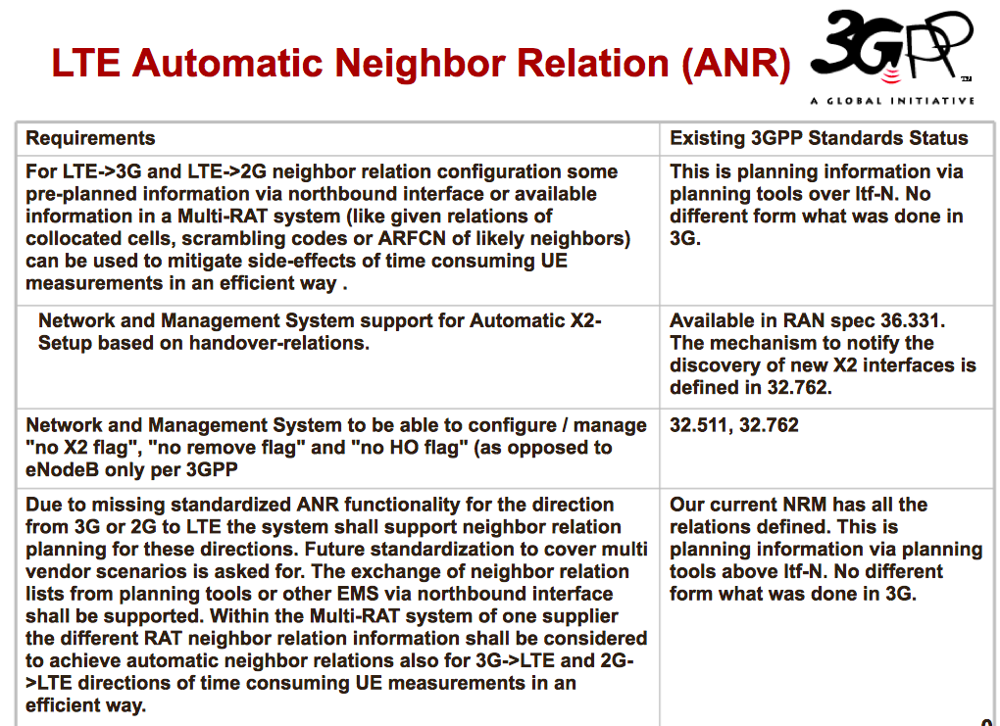 LTE Automatic Neighbor Relation (ANR)
3GPP
TM
A GLOBAL INITIATIVE
Requirements
Existing 3GPP Standards Status
For LTE->3G and LTE->2G neighbor relation configuration some
pre-planned information via northbound interface or available
information in a Multi-RAT system (like given relations of
collocated cells, scrambling codes or ARFCN of likely neighbors)
can be used to mitigate side-effects of time consuming UE
measurements in an efficient way .
This is planning information via
planning tools over Itf-N. No
different form what was done in
3G.
Network and Management System support for Automatic X2-
Setup based on handover-relations.
Available in RAN spec 36.331.
The mechanism to notify the
discovery of new X2 interfaces is
defined in 32.762.
Network and Management System to be able to configure / manage
"no X2 flag", "no remove flag" and "no HO flag" (as opposed to
eNodeB only per 3GPP
32.511, 32.762
Due to missing standardized ANR functionality for the direction
from 3G or 2G to LTE the system shall support neighbor relation
planning for these directions. Future standardization to cover multi
vendor scenarios is asked for. The exchange of neighbor relation
lists from planning tools or other EMS via northbound interface
shall be supported. Within the Multi-RAT system of one supplier
the different RAT neighbor relation information shall be considered
to achieve automatic neighbor relations also for 3G->LTE and 2G-
>LTE directions of time consuming UE measurements in an
efficient way.
Our current NRM has all the
relations defined. This is
planning information via planning
tools above Itf-N. No different
form what was done in 3G.